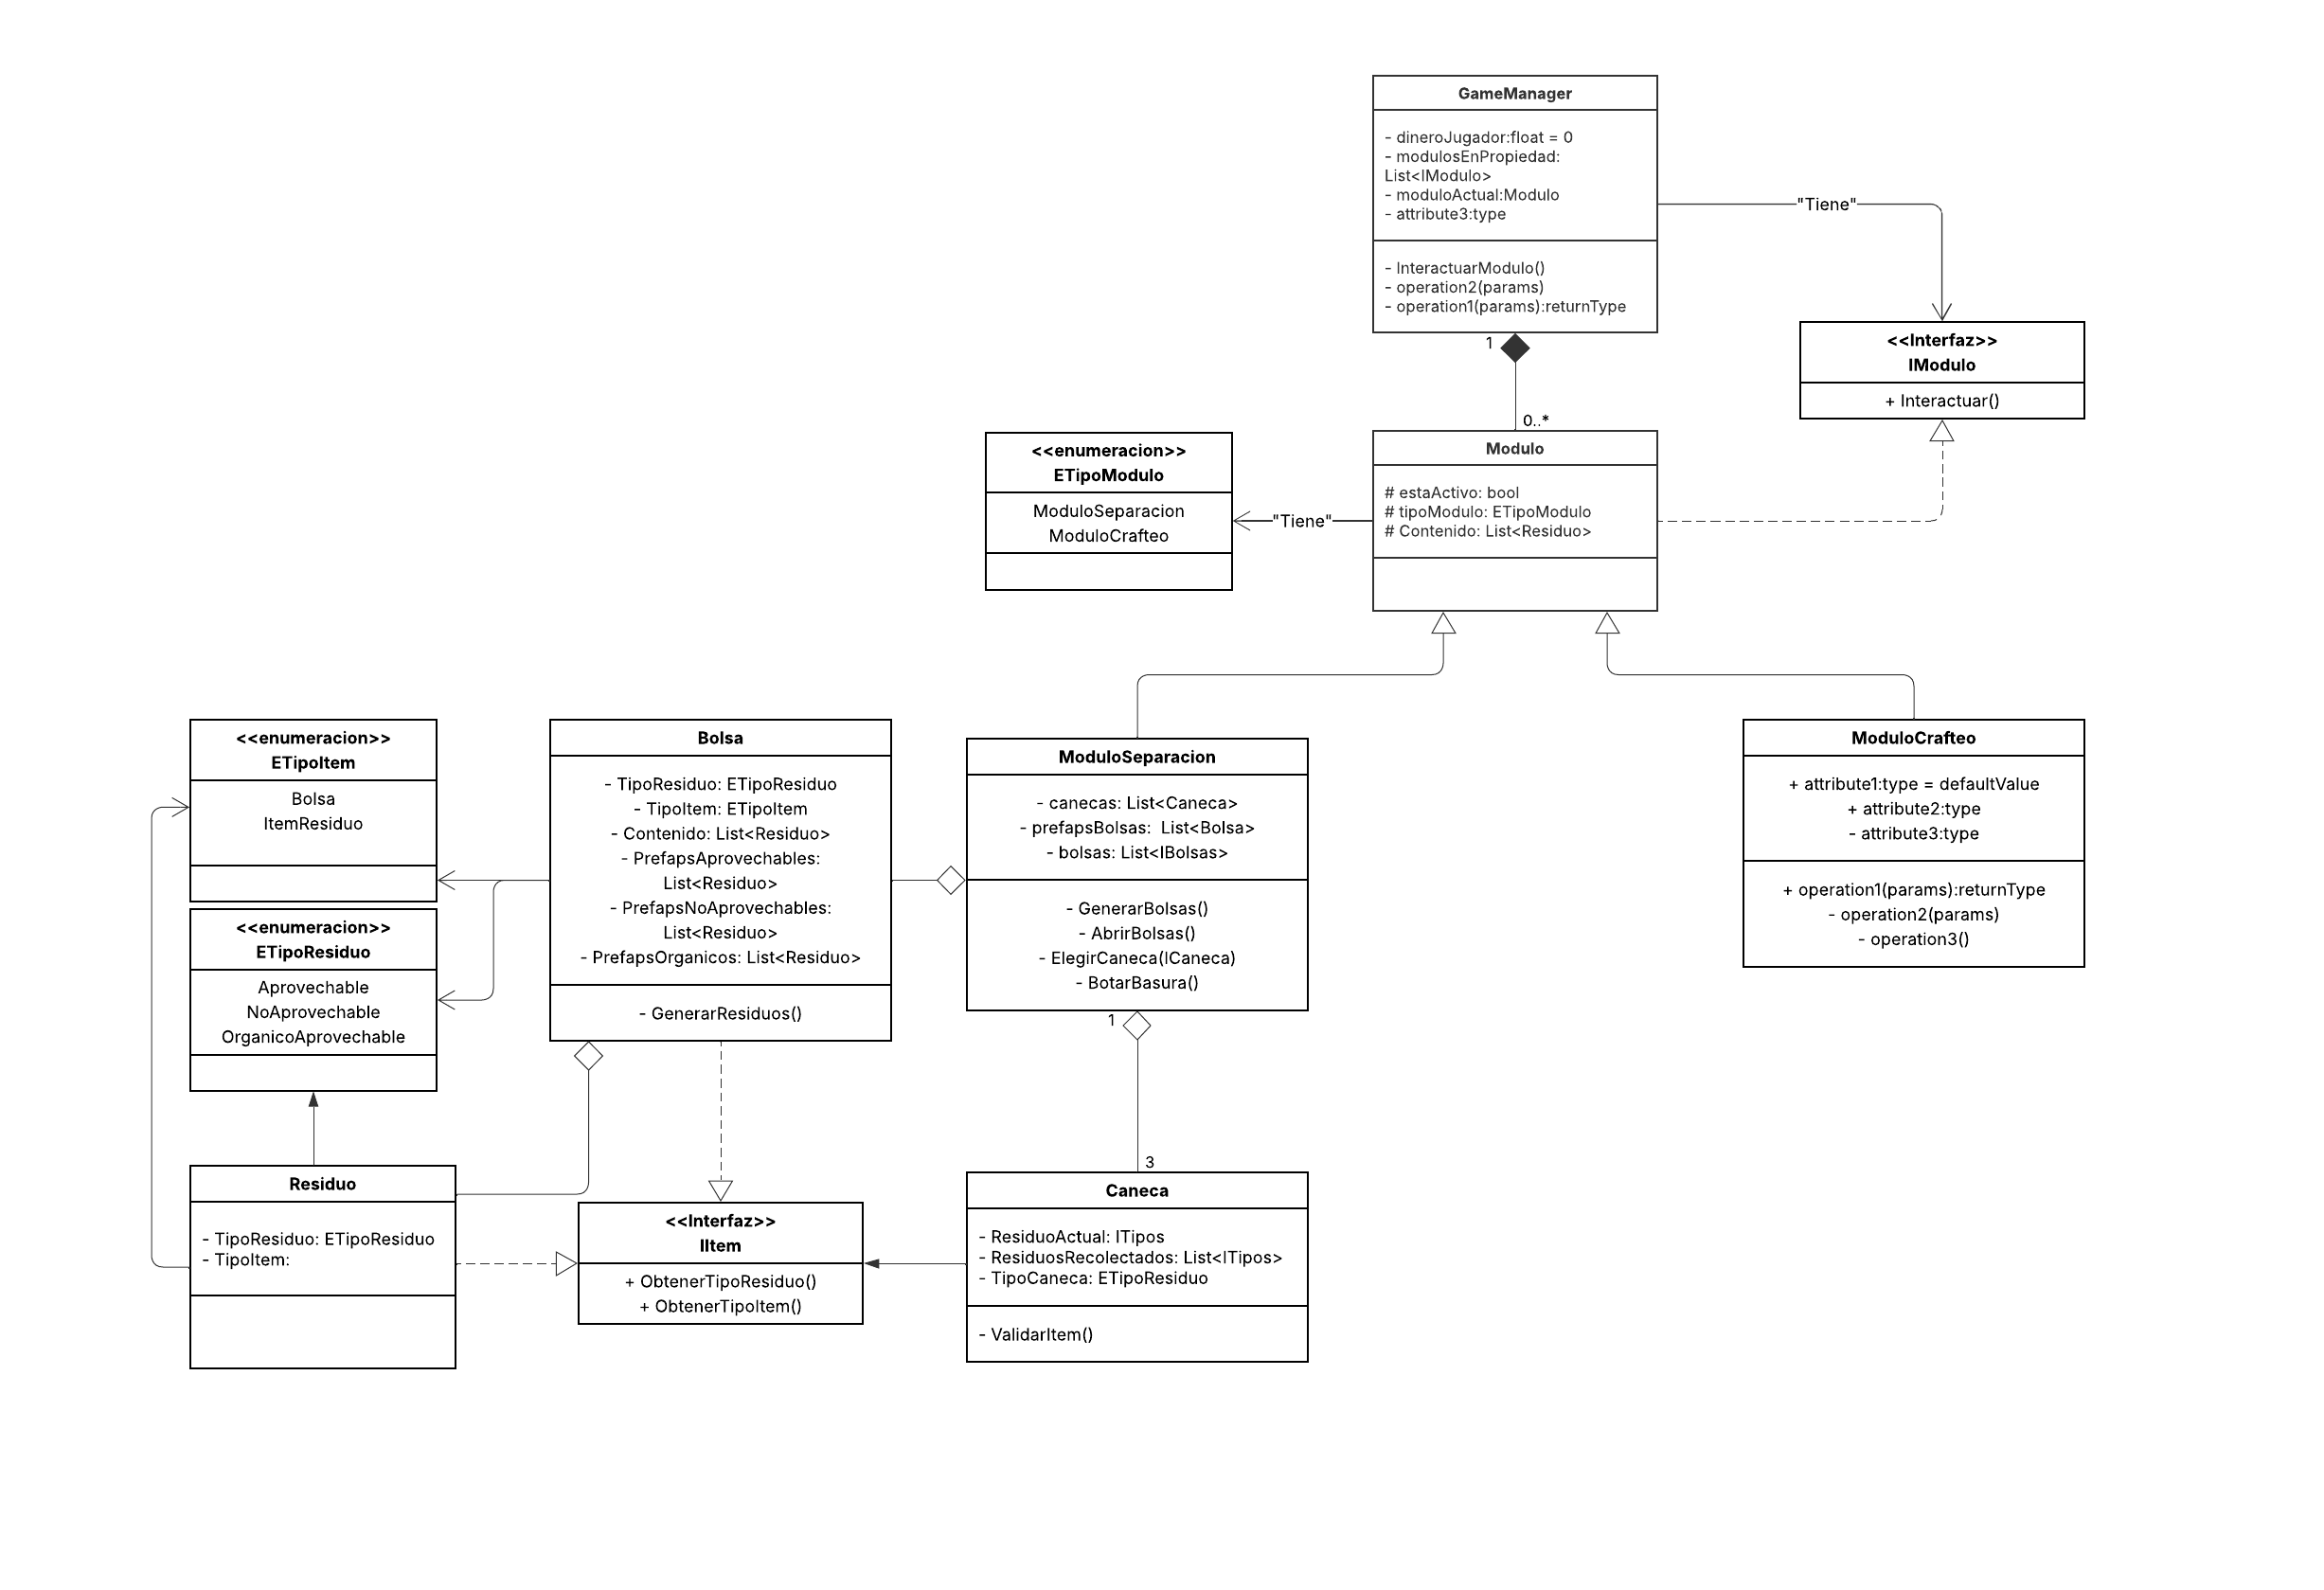 GameManager
- dineroJugador:float = 0
- modulosEnPropiedad:
List<IModulo>
- moduloActual:Modulo
- attribute3:type
- InteractuarModulo()
- operation2(params)
- operation1(params):returnType
"Tiene"
1
0..*
<<Interfaz>>
IModulo
+ Interactuar()
<<enumeracion>>
ETipoModulo
ModuloSeparacion
ModuloCrafteo
"Tiene"
Modulo
# estaActivo: bool
# tipoModulo: ETipoModulo
# Contenido: List<Residuo>
<<enumeracion>>
ETipoItem
Bolsa
ItemResiduo
<<enumeracion>>
ETipoResiduo
Aprovechable
NoAprovechable
OrganicoAprovechable
Bolsa
- TipoResiduo: ETipoResiduo
- TipoItem: ETipoItem
- Contenido: List<Residuo>
- PrefapsAprovechables:
List<Residuo>
- PrefapsNoAprovechables:
List<Residuo>
- PrefapsOrganicos: List<Residuo>
- GenerarResiduos()
ModuloSeparacion
- canecas: List<Caneca>
- prefapsBolsas: List<Bolsa>
- bolsas: List<IBolsas>
- GenerarBolsas()
- AbrirBolsas()
- ElegirCaneca(ICaneca)
- BotarBasura()
1
3
ModuloCrafteo
+ attribute1:type = defaultValue
+ attribute2:type
- attribute3:type
+ operation1(params):returnType
- operation2(params)
- operation3()
Residuo
- TipoResiduo: ETipoResiduo
- TipoItem:
<<Interfaz>>
IItem
+ ObtenerTipoResiduo()
+ ObtenerTipoItem()
Caneca
- ResiduoActual: ITipos
- ResiduosRecolectados: List<ITipos>
- TipoCaneca: ETipoResiduo
- ValidarItem()